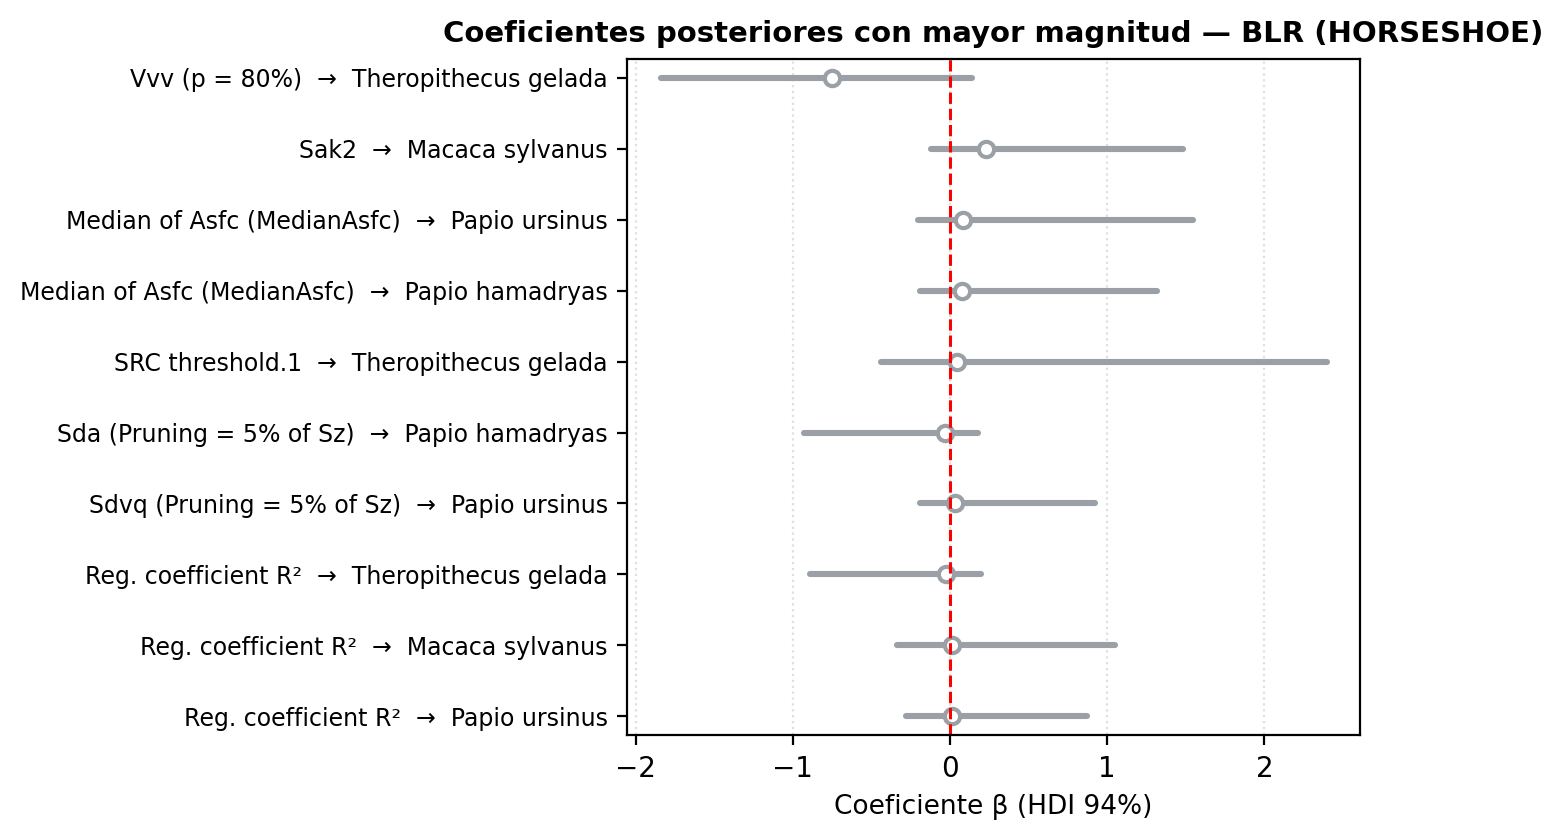 Coeficientes posteriores con mayor magnitud — BLR (HORSESHOE)
Vvv (p = 80%) → Theropithecus gelada
Sak2 → Macaca sylvanus
Median of Asfc (MedianAsfc) → Papio ursinus
Median of Asfc (MedianAsfc) → Papio hamadryas
SRC threshold.1 → Theropithecus gelada
Sda (Pruning = 5% of Sz) → Papio hamadryas
Sdvq (Pruning = 5% of Sz) → Papio ursinus
Reg. coefficient R² → Theropithecus gelada
Reg. coefficient R² → Macaca sylvanus
Reg. coefficient R² → Papio ursinus
−2 −1 0 1 2
Coeficiente β (HDI 94%)